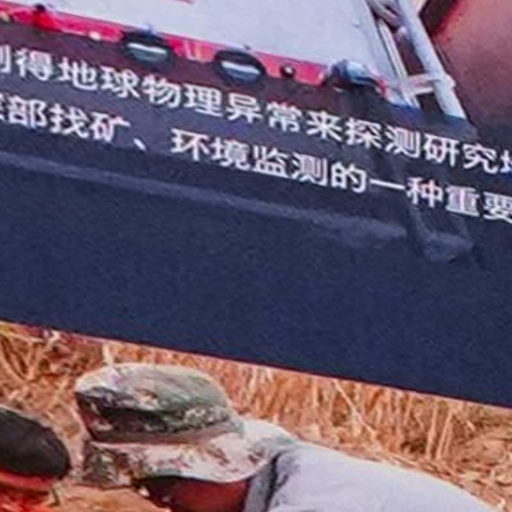 测得地球物理异常来探测研究地
深部找矿、环境监测的一种重要